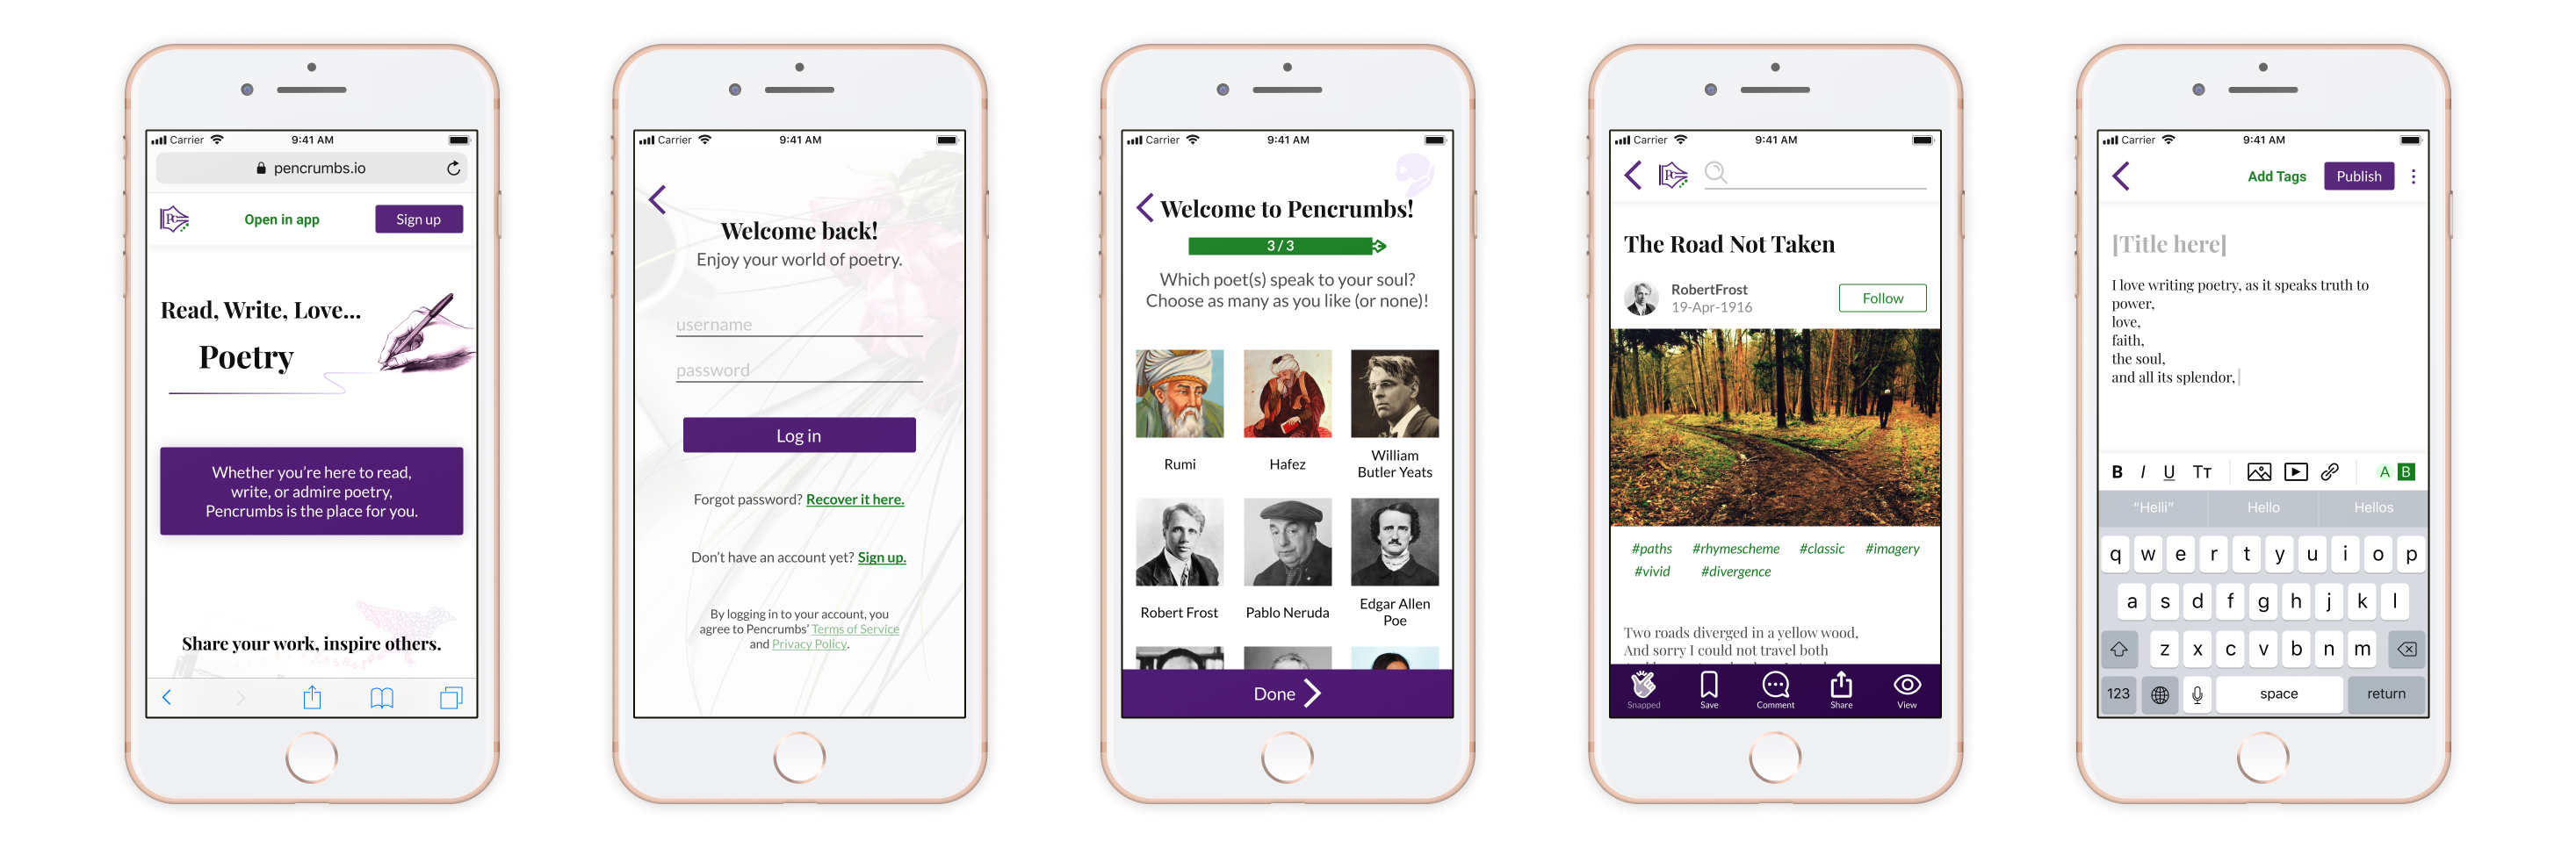 Carrier 9:41 AM
pencrumbs.io
PC
Open in app
Sign up
Read, Write, Love...
Poetry
Whether you're here to read,
write, or admire poetry,
Pencrumbs is the place for you.
Share your work, inspire others.
Carrier 9:41 AM
Welcome back!
Enjoy your world of poetry.
username
password
Log in
Forgot password? Recover it here.
Don't have an account yet? Sign up.
By logging in to your account, you
agree to Pencrumbs' Terms of Service
and Privacy Policy.
Carrier 9:41 AM
Welcome to Pencrumbs!
3 / 3
Which poet(s) speak to your soul?
Choose as many as you like (or none)!
Rumi
Hafez
William
Butler Yeats
Robert Frost
Pablo Neruda
Edgar Allen
Poe
Done
Carrier 9:41 AM
PC
The Road Not Taken
RobertFrost
19-Apr-1916
Follow
#paths #rhymescheme #classic #imagery
#vivid #divergence
Two roads diverged in a yellow wood,
And sorry I could not travel both
Snapped
Save
Comment
Share
View
Carrier 9:41 AM
Add Tags
Publish
[Title here]
I love writing poetry, as it speaks truth to
power,
love,
faith,
the soul,
and all its splendor,
B I U TT A B
"Helli" Hello Hellos
q w e r t y u i o p
a s d f g h j k l
z x c v b n m
123 space return